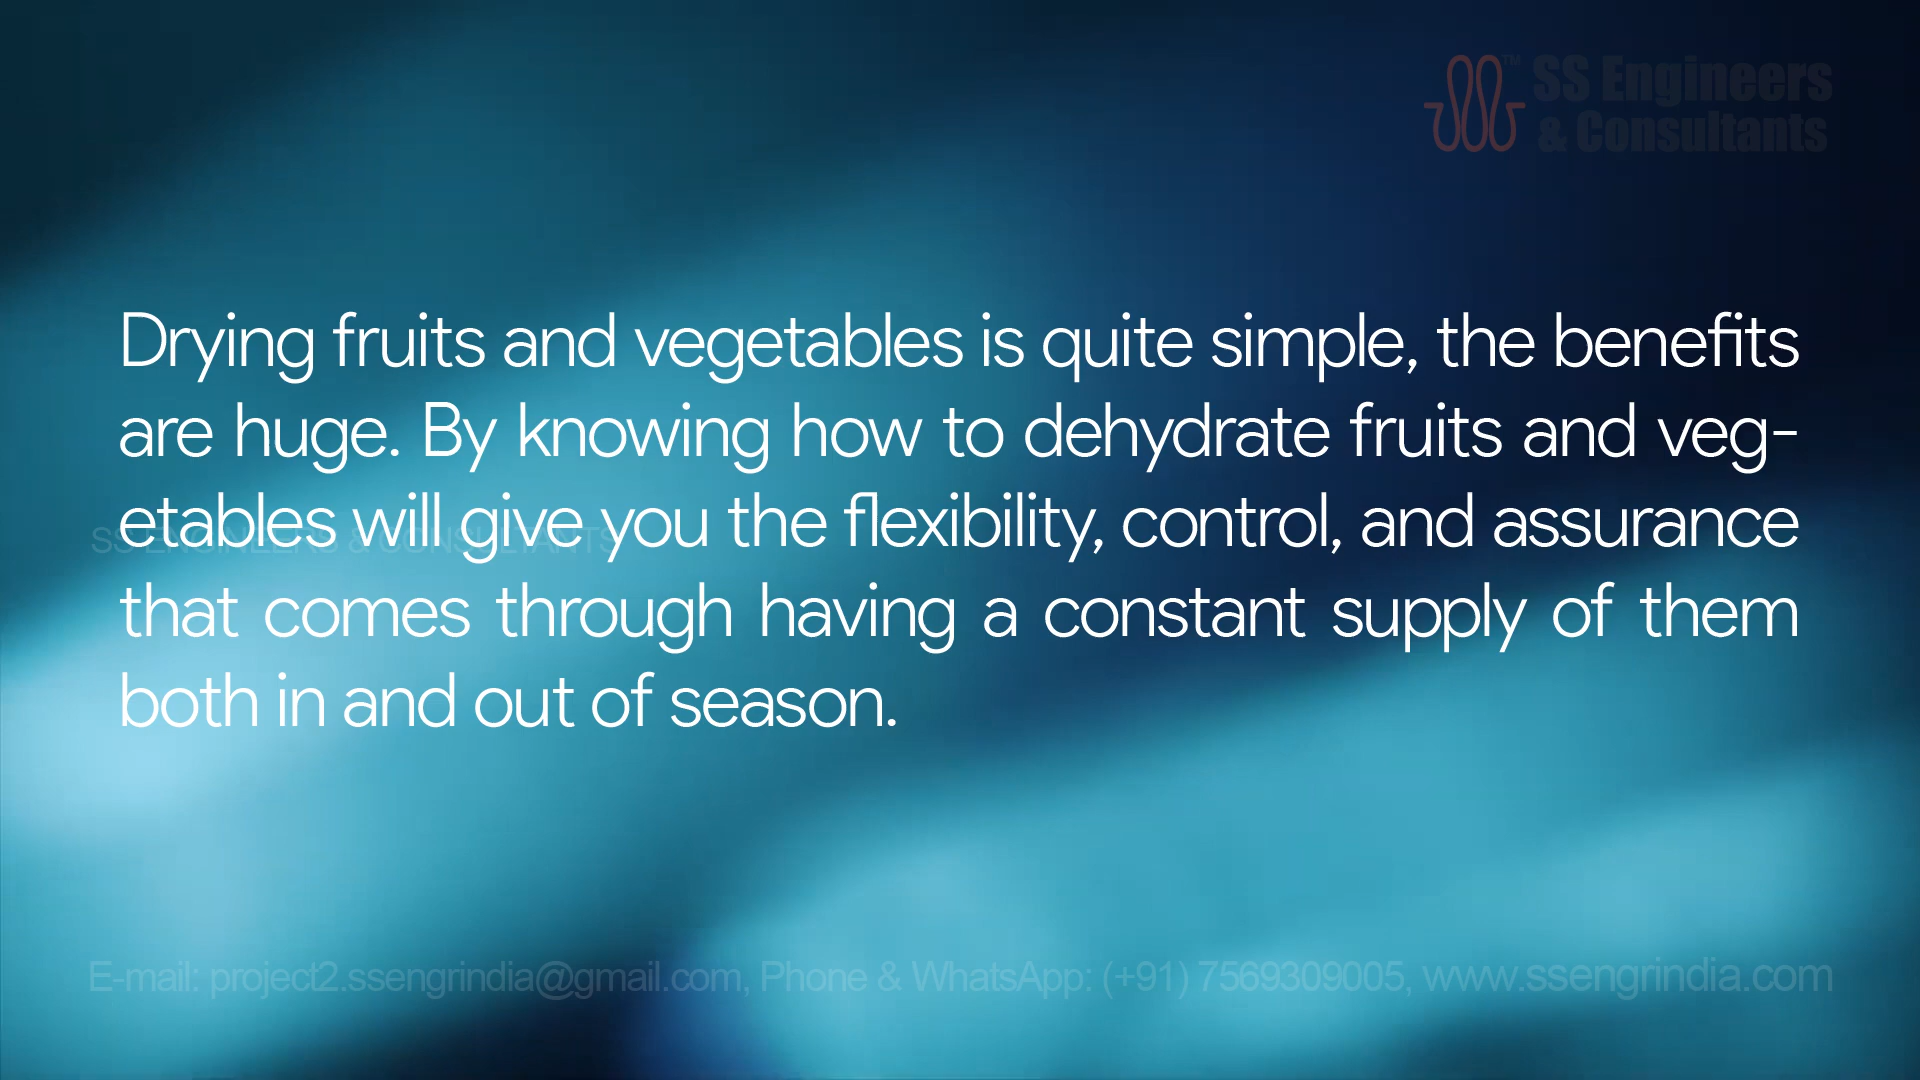 SS Engineers
& Consultants
Drying fruits and vegetables is quite simple, the benefits
are huge. By knowing how to dehydrate fruits and veg-
etables will give you the flexibility, control, and assurance
SS ENGINEERS & CONSULTANTS
that comes through having a constant supply of them
both in and out of season.
E-mail: project2.ssengrindia@gmail.com, Phone & WhatsApp: (+91) 7569309005, www.ssengrindia.com